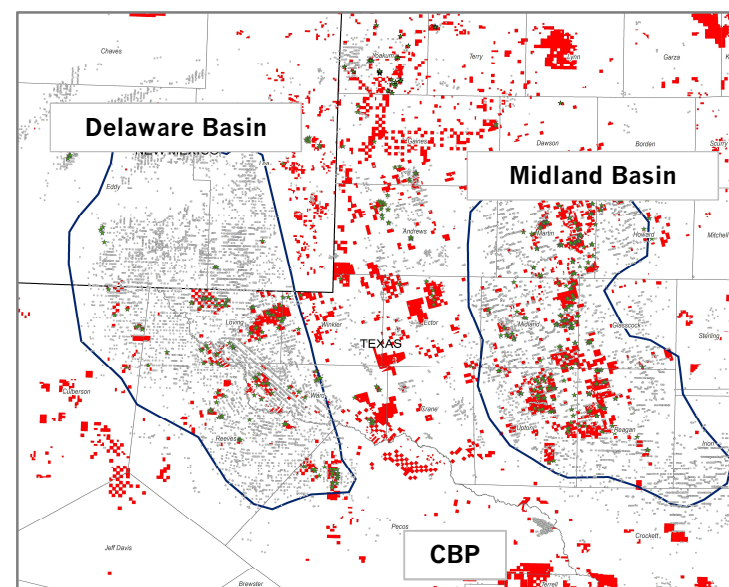 Chaves
Yoakum
Terry
Lynn
Garza
K
Delaware Basin
NEW MEXICO
Lea
Gaines
Dawson
Borden
Scurry
Midland Basin
Eddy
Andrews
Martin
Howard
Mitchell
Loving
Winkler
Ector
Midland
Glasscock
Sterling
TEXAS
Culberson
Ward
Crane
Reeves
Upton
Reagan
Irion
Pecos
Crockett
Jeff Davis
CBP
Brewster
Terrell